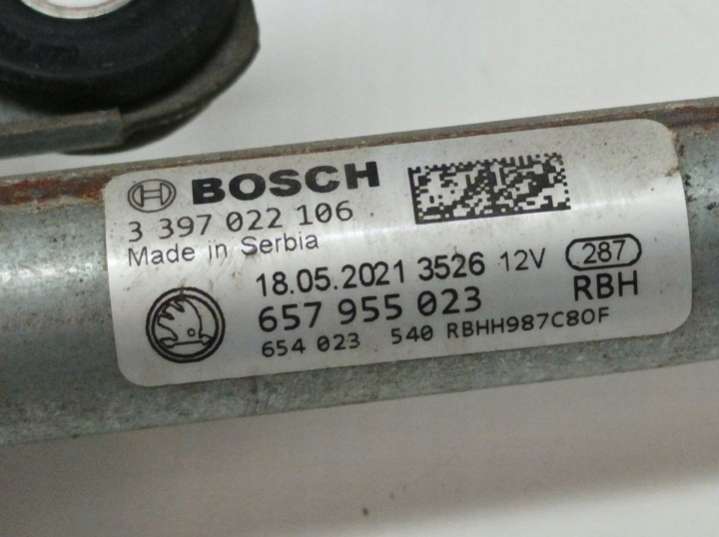 BOSCH
3 397 022 106
Made in Serbia
18.05.2021 3526 12V 287
657 955 023 RBH
654 023 540 RBHH987C80F